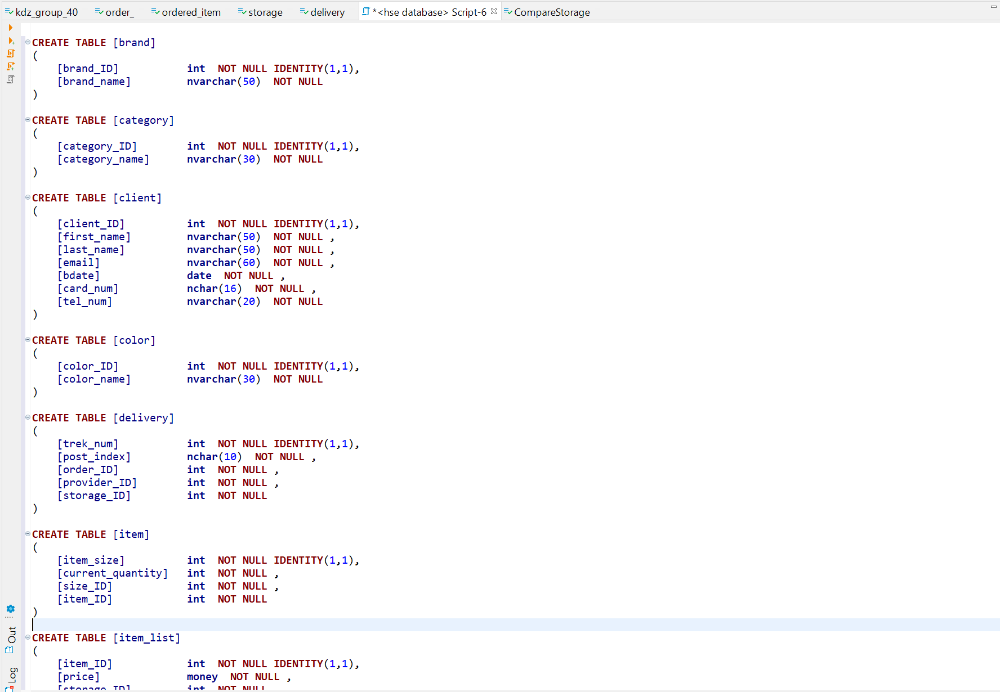 kdz_group_40 order_ ordered_item storage delivery *<hse database> Script-6 CompareStorage
CREATE TABLE [brand]
(
[brand_ID] int NOT NULL IDENTITY(1,1),
[brand_name] nvarchar(50) NOT NULL
)
CREATE TABLE [category]
(
[category_ID] int NOT NULL IDENTITY(1,1),
[category_name] nvarchar(30) NOT NULL
)
CREATE TABLE [client]
(
[client_ID] int NOT NULL IDENTITY(1,1),
[first_name] nvarchar(50) NOT NULL ,
[last_name] nvarchar(50) NOT NULL ,
[email] nvarchar(60) NOT NULL ,
[bdate] date NOT NULL ,
[card_num] nchar(16) NOT NULL ,
[tel_num] nvarchar(20) NOT NULL
)
CREATE TABLE [color]
(
[color_ID] int NOT NULL IDENTITY(1,1),
[color_name] nvarchar(30) NOT NULL
)
CREATE TABLE [delivery]
(
[trek_num] int NOT NULL IDENTITY(1,1),
[post_index] nchar(10) NOT NULL ,
[order_ID] int NOT NULL ,
[provider_ID] int NOT NULL ,
[storage_ID] int NOT NULL
)
CREATE TABLE [item]
(
[item_size] int NOT NULL IDENTITY(1,1),
[current_quantity] int NOT NULL ,
[size_ID] int NOT NULL ,
[item_ID] int NOT NULL
)
CREATE TABLE [item_list]
(
[item_ID] int NOT NULL IDENTITY(1,1),
[price] money NOT NULL ,
[storage_ID] int NOT NULL
Out
Log